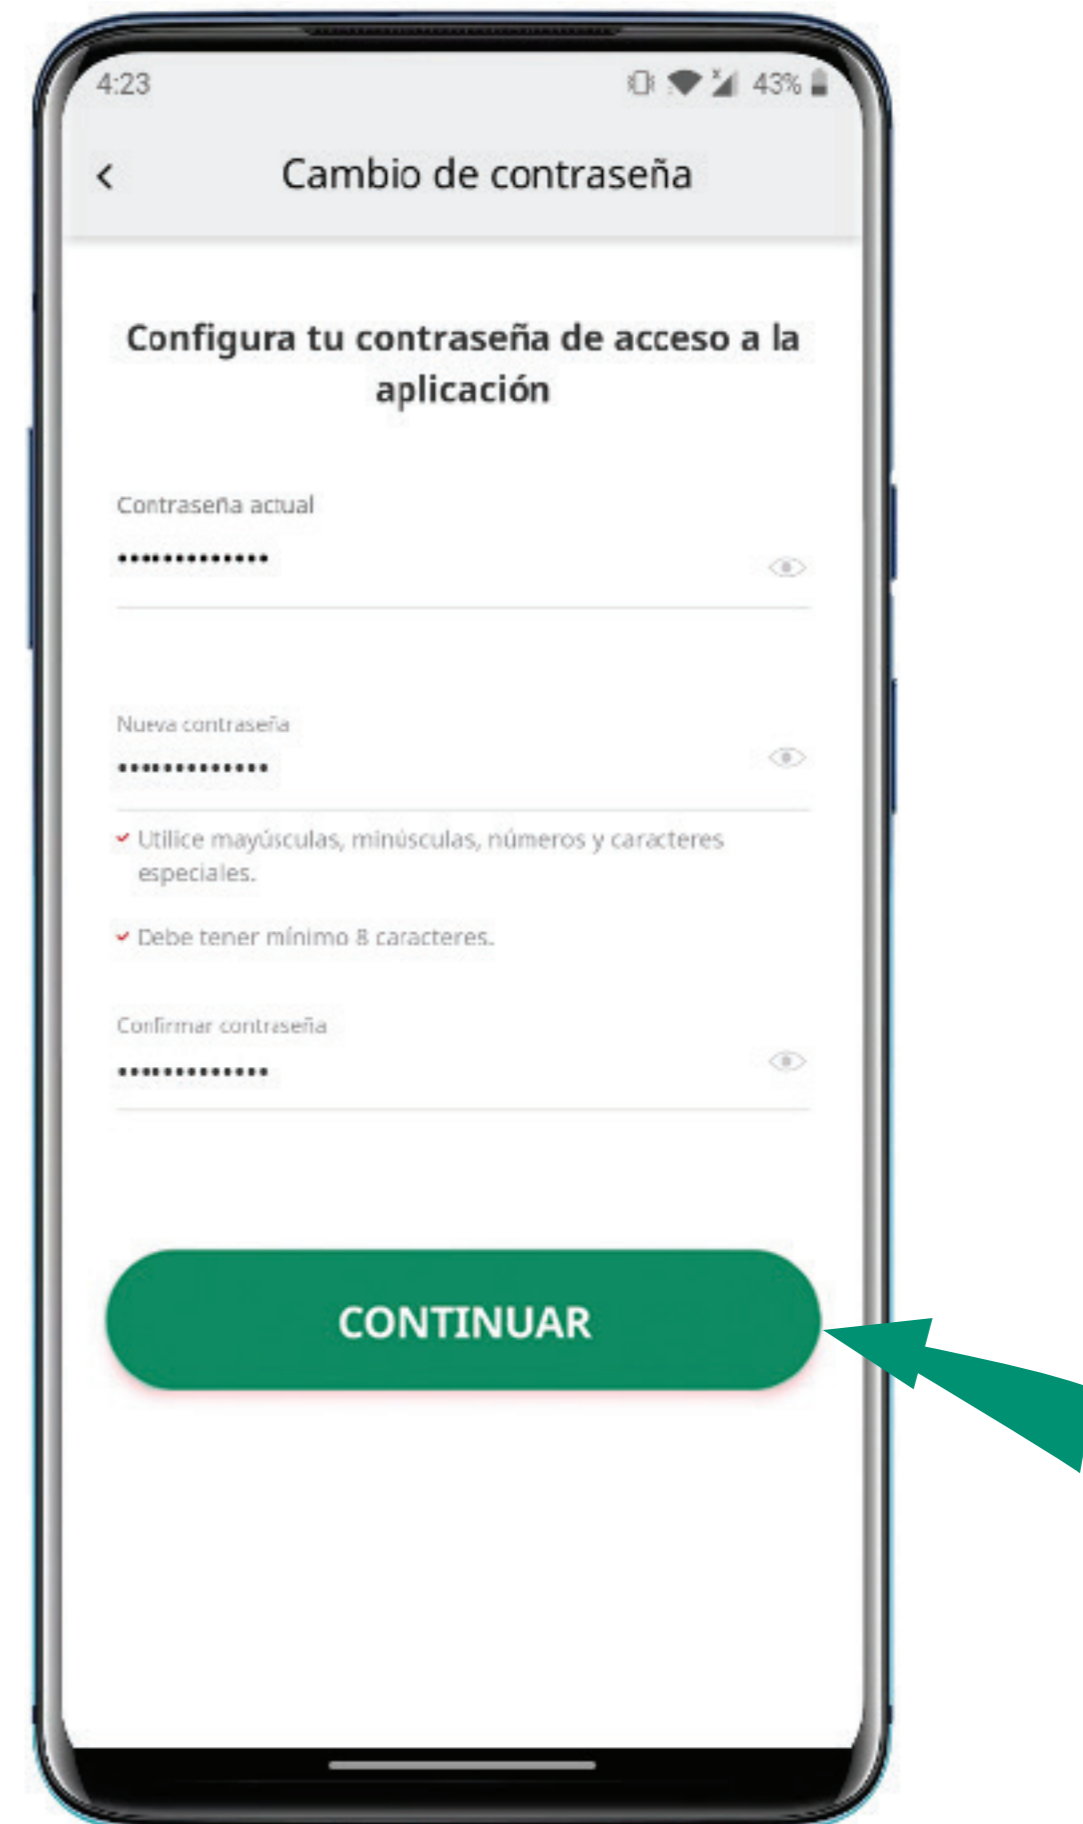 4:23
43%
Cambio de contraseña
Configura tu contraseña de acceso a la
aplicación
Contraseña actual
•••••••••••••
Nueva contraseña
•••••••••••••
Utilice mayúsculas, minúsculas, números y caracteres
especiales.
Debe tener mínimo 8 caracteres.
Confirmar contraseña
•••••••••••••
CONTINUAR